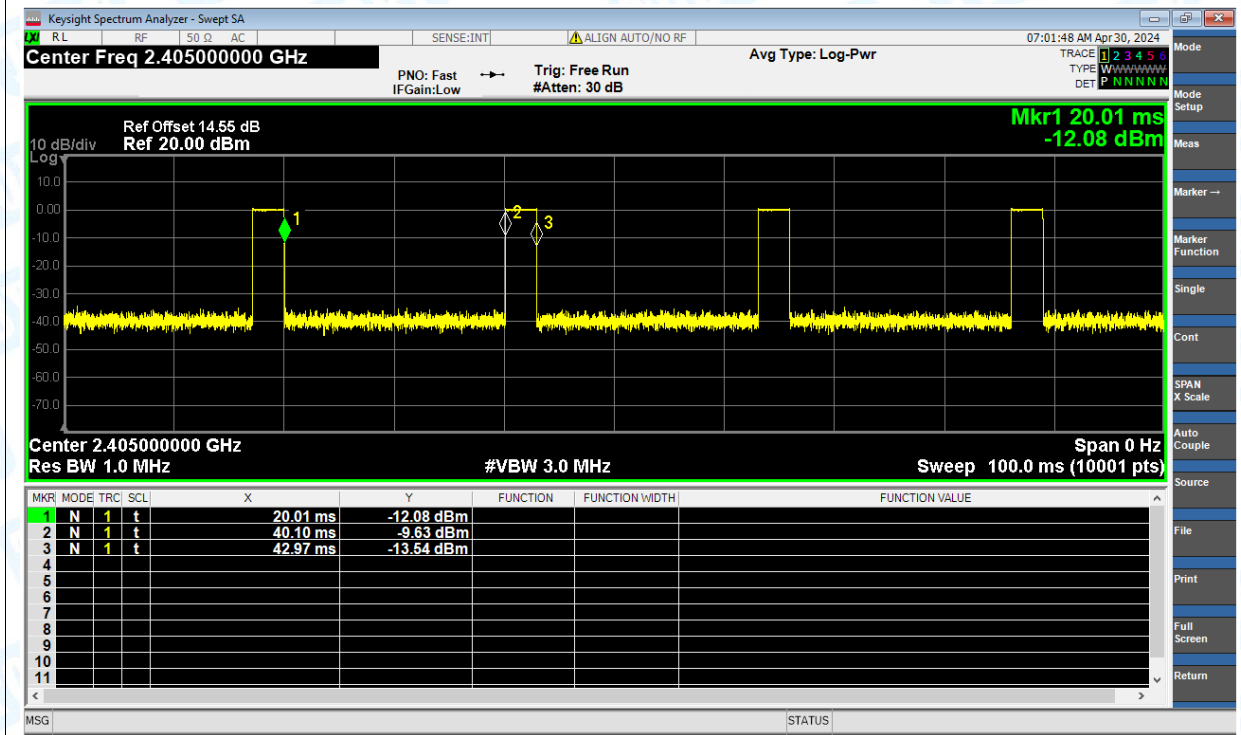 Keysight Spectrum Analyzer - Swept SA
LXI RL RF 50 Ω AC SENSE:INT ALIGN AUTO/NO RF 07:01:48 AM Apr 30, 2024
Center Freq 2.405000000 GHz
PNO: Fast
IFGain:Low
Trig: Free Run
#Atten: 30 dB
Avg Type: Log-Pwr
TRACE 1 2 3 4 5 6
TYPE WWWWWW
DET P N N N N N
Mkr1 20.01 ms
-12.08 dBm
Ref Offset 14.55 dB
10 dB/div Ref 20.00 dBm
Log
10.0
0.00
-10.0
-20.0
-30.0
-40.0
-50.0
-60.0
-70.0
1
2
3
Center 2.405000000 GHz Span 0 Hz
Res BW 1.0 MHz #VBW 3.0 MHz Sweep 100.0 ms (10001 pts)
MKR MODE TRC SCL X Y FUNCTION FUNCTION WIDTH FUNCTION VALUE
1 N 1 t 20.01 ms -12.08 dBm
2 N 1 t 40.10 ms -9.63 dBm
3 N 1 t 42.97 ms -13.54 dBm
4
5
6
7
8
9
10
11
MSG STATUS
Mode
Mode
Setup
Meas
Marker →
Marker
Function
Single
Cont
SPAN
X Scale
Auto
Couple
Source
File
Print
Full
Screen
Return